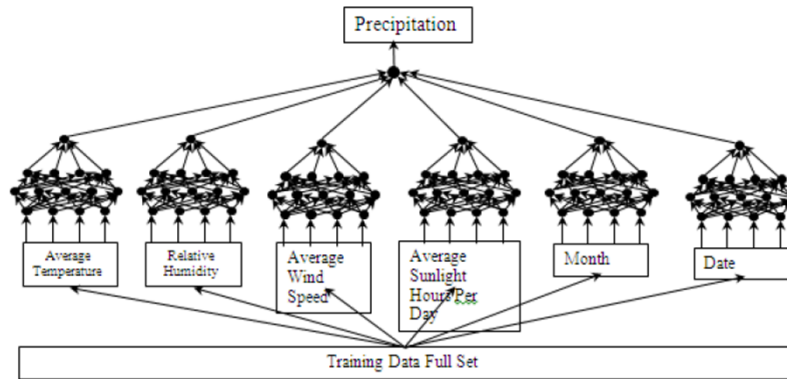 Precipitation
Average
Temperature
Relative
Humidity
Average
Wind
Speed
Average
Sunlight
Hours Per
Day
Month
Date
Training Data Full Set